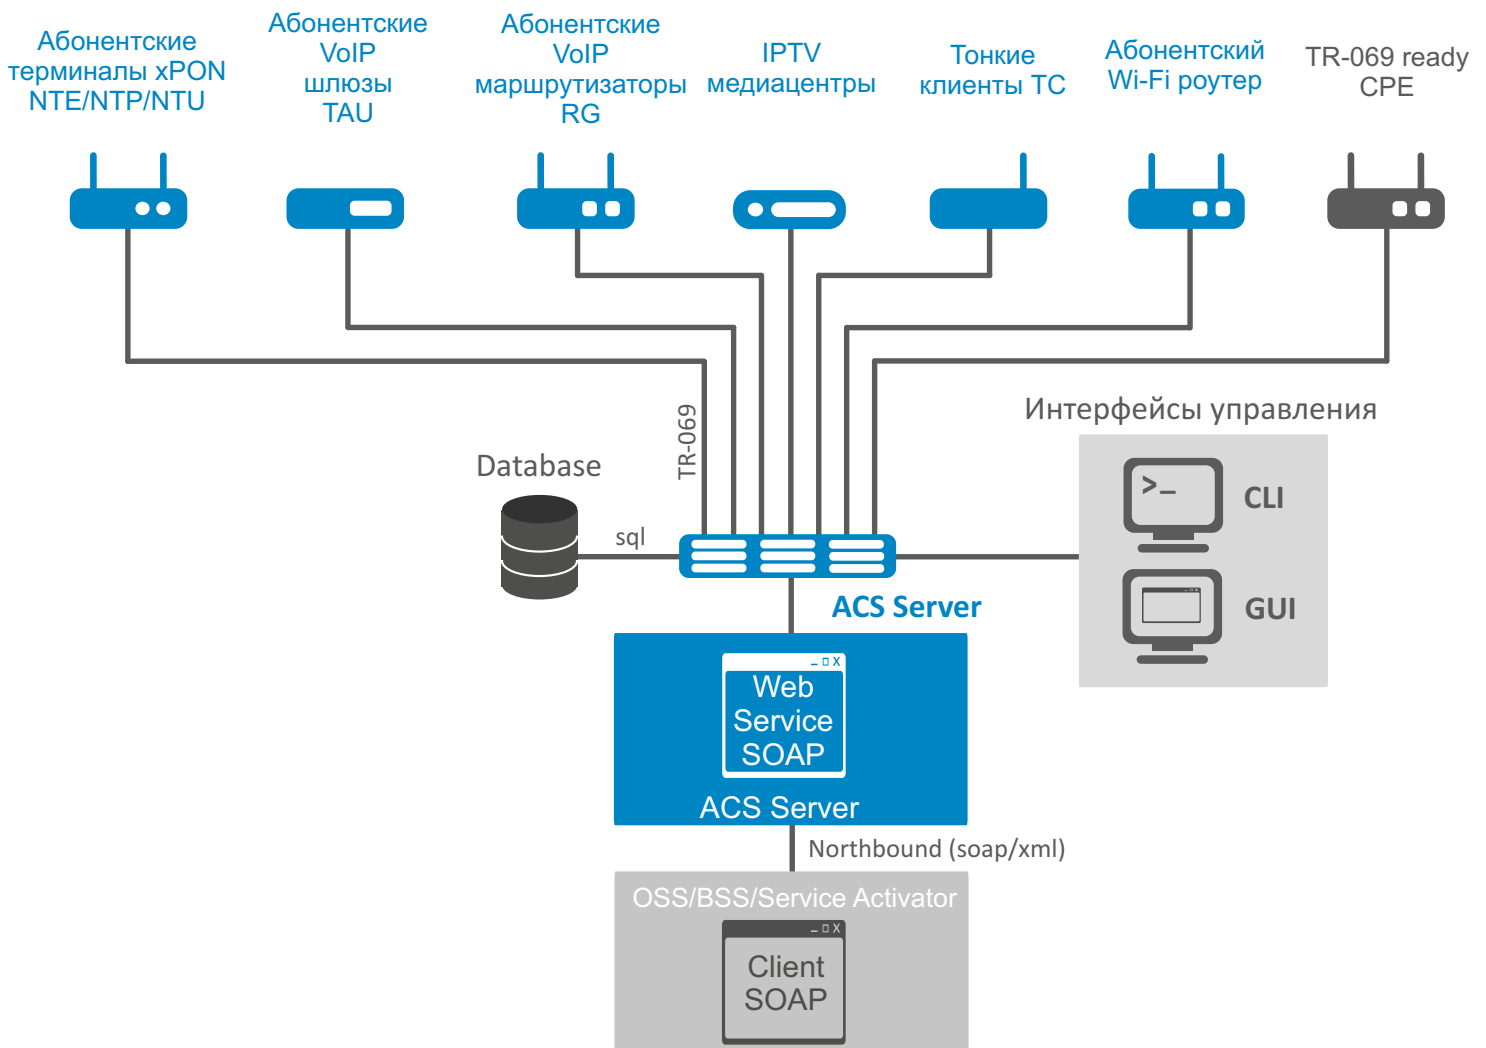 Абонентские
терминалы xPON
NTE/NTP/NTU
Абонентские
VoIP
шлюзы
TAU
Абонентские
VoIP
маршрутизаторы
RG
IPTV
медиацентры
Тонкие
клиенты ТС
Абонентский
Wi-Fi роутер
TR-069 ready
CPE
TR-069
Интерфейсы управления
Database
sql
>_
CLI
GUI
ACS Server
Web
Service
SOAP
ACS Server
Northbound (soap/xml)
OSS/BSS/Service Activator
Client
SOAP